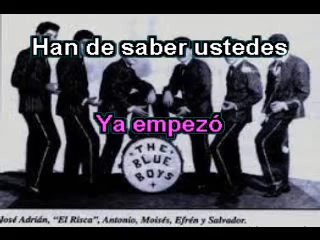 Han de saber ustedes
Ya empezó
THE
BLUE
BOYS
José Adrián, "El Risca", Antonio, Moisés, Efrén y Salvador.